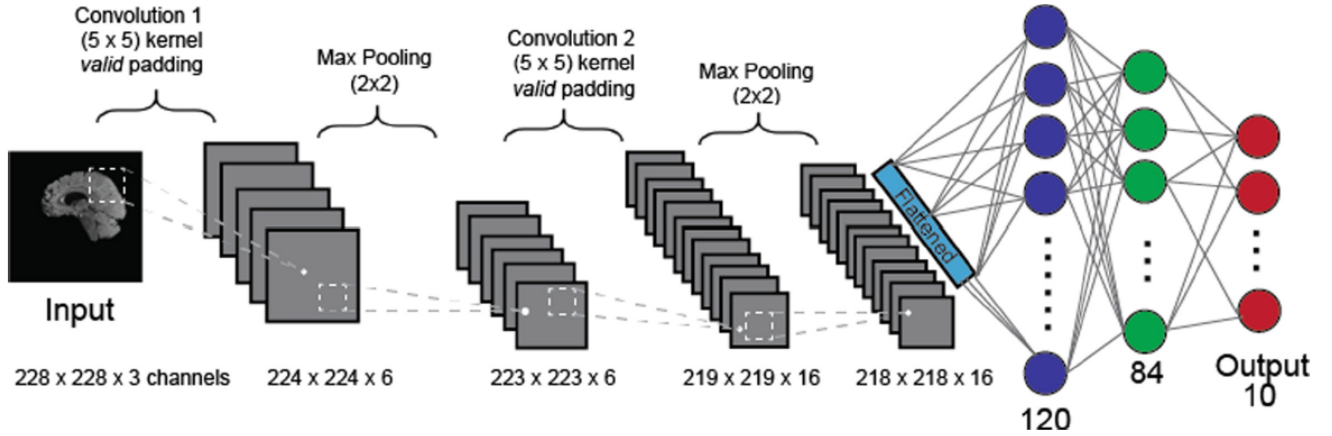 Convolution 1
(5 x 5) kernel
valid padding
Max Pooling
(2x2)
Convolution 2
(5 x 5) kernel
valid padding
Max Pooling
(2x2)
Flattened
Input
228 x 228 x 3 channels
224 x 224 x 6
223 x 223 x 6
219 x 219 x 16
218 x 218 x 16
120
84
Output
10